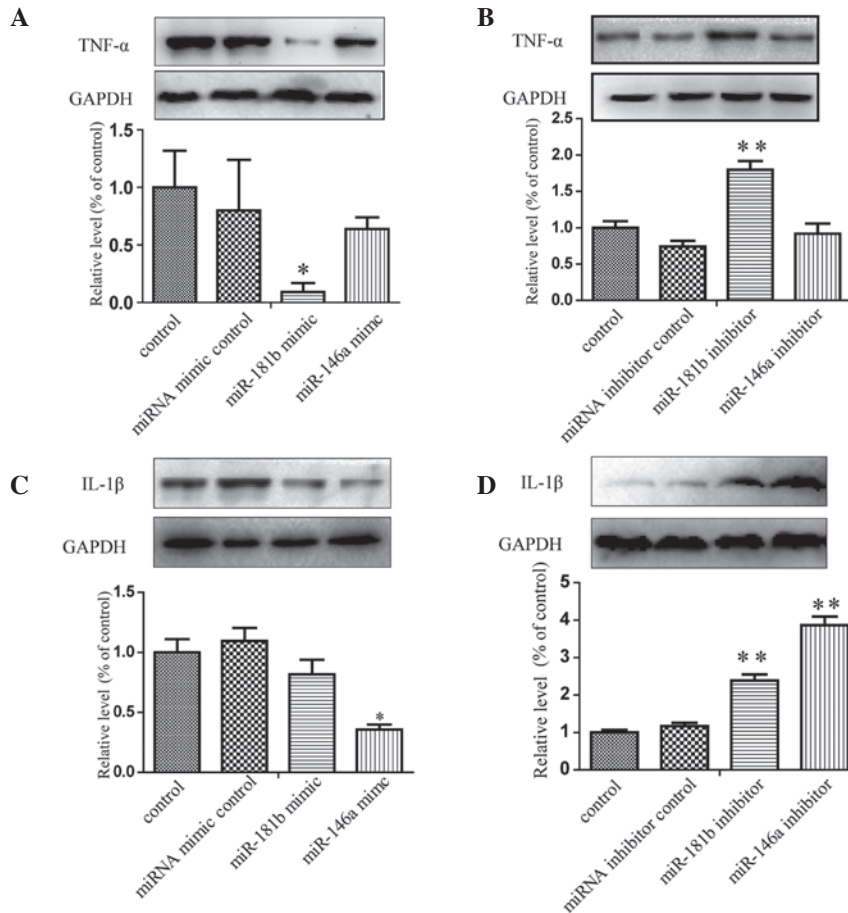 A
TNF-α
GAPDH
Relative level (% of control)
1.5
1.0
0.5
0.0
*
control
miRNA mimic control
miR-181b mimic
miR-146a mimc
B
TNF-α
GAPDH
Relative level (% of control)
2.5
2.0
1.5
1.0
0.5
0.0
**
control
miRNA inhibitor control
miR-181b inhibitor
miR-146a inhibitor
C
IL-1β
GAPDH
Relative level (% of control)
1.5
1.0
0.5
0.0
*
control
miRNA mimic control
miR-181b mimic
miR-146a mimc
D
IL-1β
GAPDH
Relative level (% of control)
5
4
3
2
1
0
**
**
control
miRNA inhibitor control
miR-181b inhibitor
miR-146a inhibitor